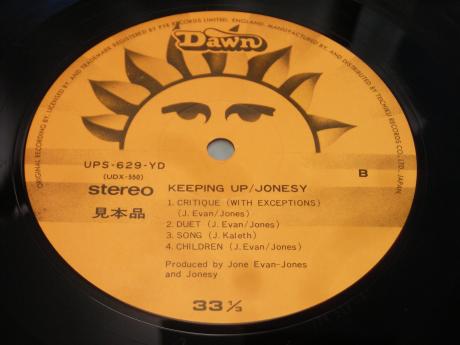 ORIGINAL RECORDING BY, LICENSED BY, AND TRADEMARK REGISTERED BY PYE RECORDS LIMITED, ENGLAND. MANUFACTURED BY, AND DISTRIBUTED BY TEICHIKU RECORDS CO., LTD. JAPAN
Dawn
UPS-629-YD
(UDX-550)
stereo
見本品
KEEPING UP/JONESY
B
1. CRITIQUE (WITH EXCEPTIONS)
(J. Evan/Jones)
2. DUET (J. Evan/Jones)
3. SONG (J. Kaleth)
4. CHILDREN (J. Evan/Jones)
Produced by Jone Evan-Jones
and Jonesy
33 1/3